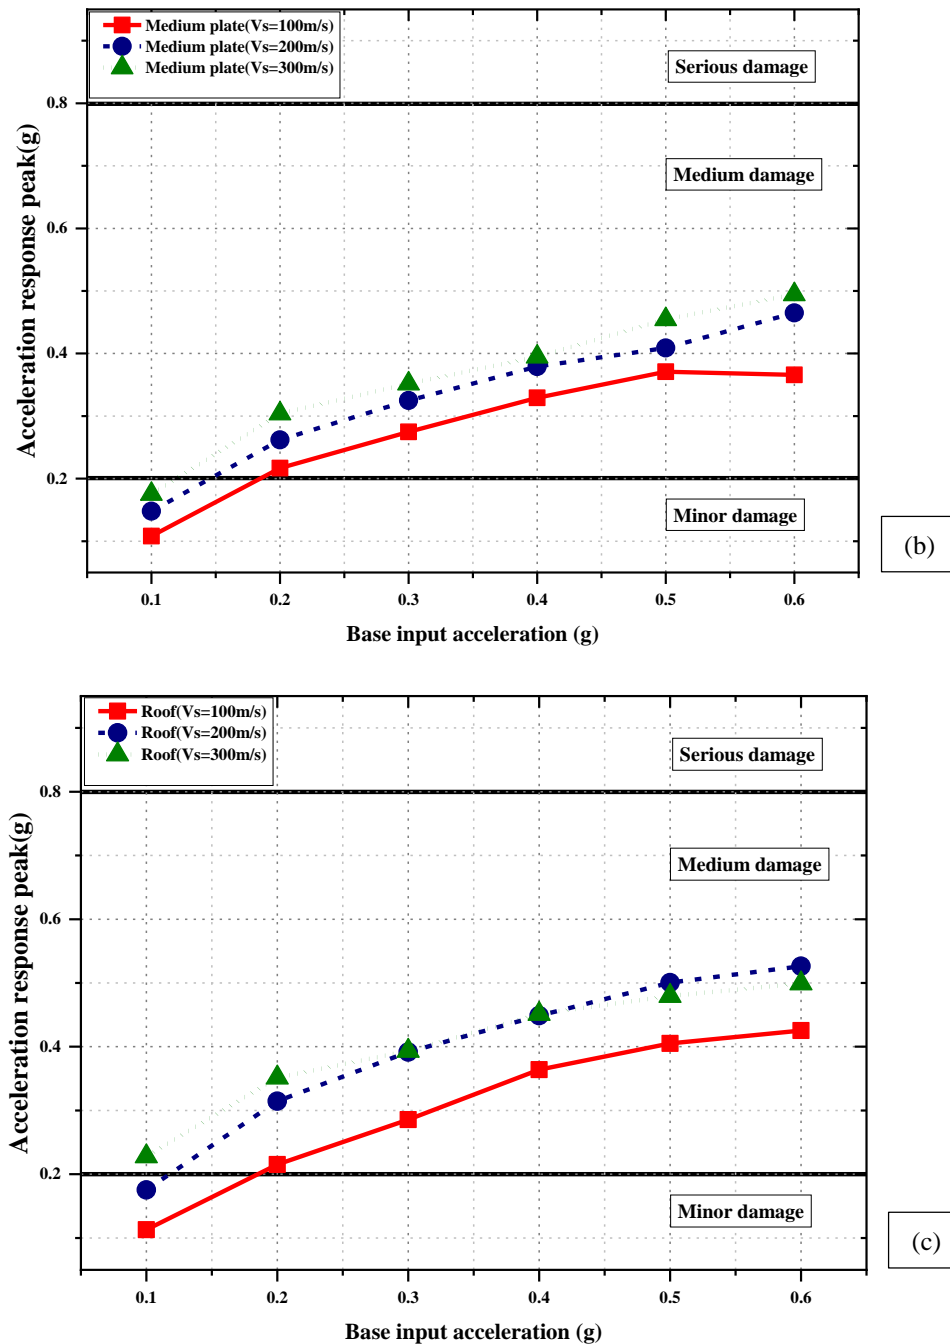 Medium plate(Vs=100m/s)
Medium plate(Vs=200m/s)
Medium plate(Vs=300m/s)
Serious damage
0.8
Medium damage
0.6
0.4
0.2
Minor damage
Acceleration response peak(g)
0.1 0.2 0.3 0.4 0.5 0.6
Base input acceleration (g)
(b)
Roof(Vs=100m/s)
Roof(Vs=200m/s)
Roof(Vs=300m/s)
Serious damage
0.8
Medium damage
0.6
0.4
0.2
Minor damage
Acceleration response peak(g)
0.1 0.2 0.3 0.4 0.5 0.6
Base input acceleration (g)
(c)